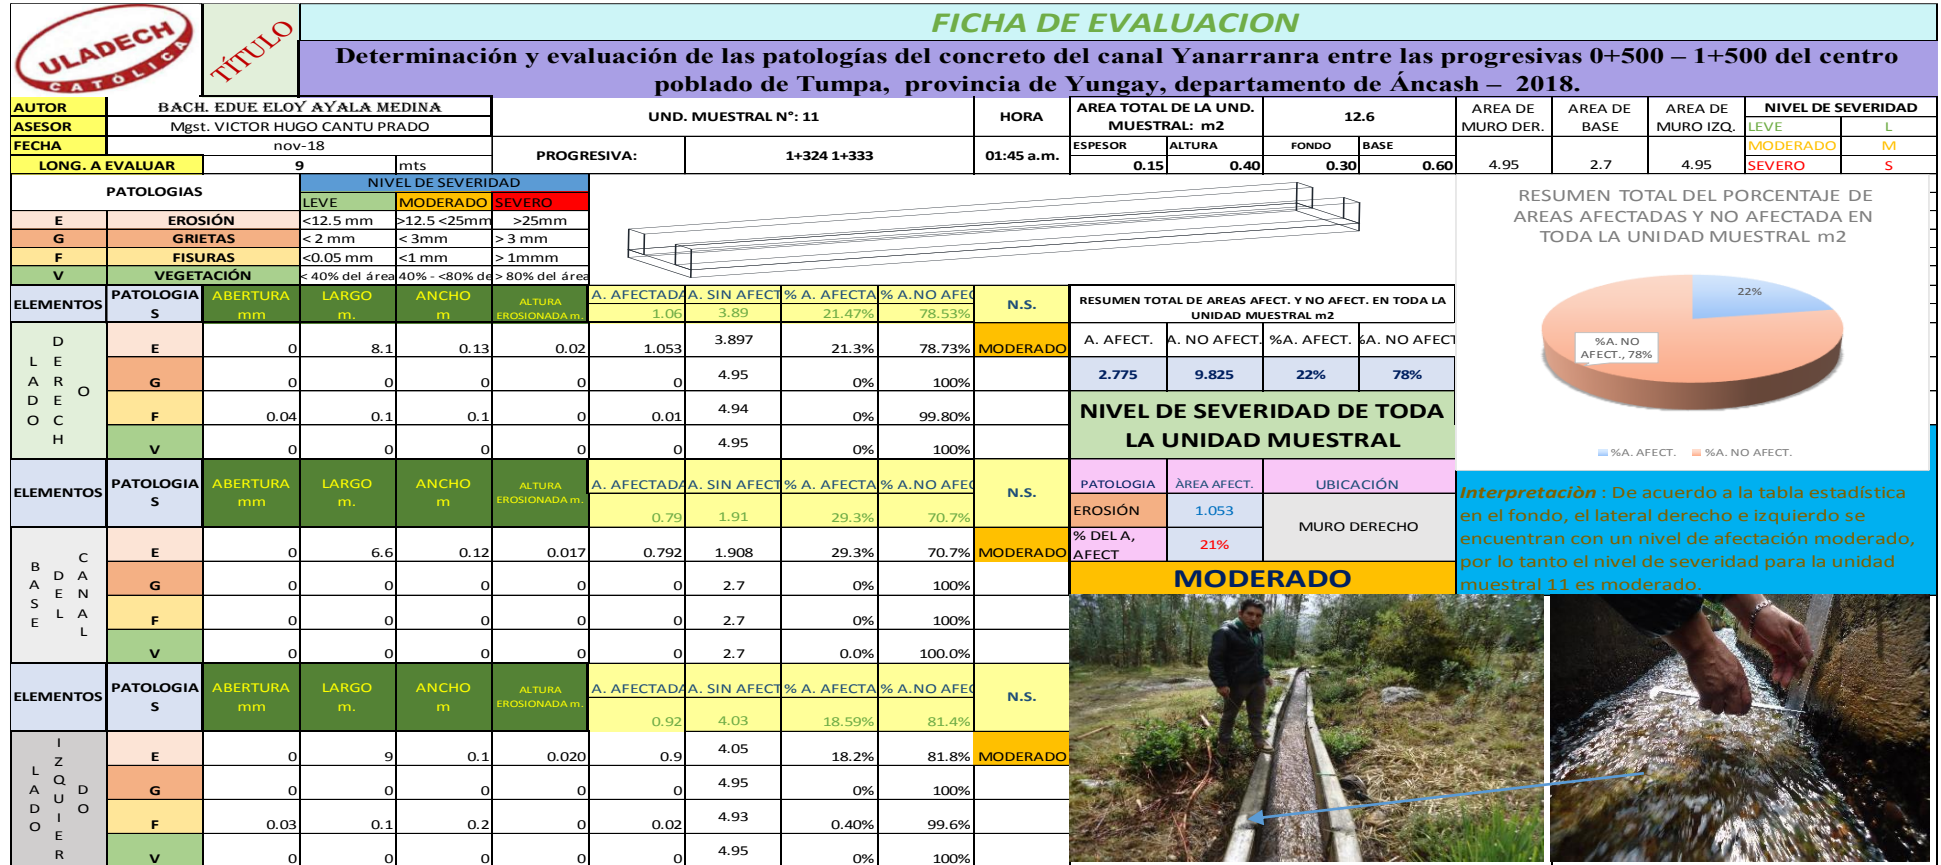 FICHA DE EVALUACION
ULADECH
CATÓLICA
TÍTULO
Determinación y evaluación de las patologías del concreto del canal Yanarranra entre las progresivas 0+500 – 1+500 del centro
poblado de Tumpa, provincia de Yungay, departamento de Áncash – 2018.
AUTOR BACH. EDUE ELOY AYALA MEDINA
ASESOR Mgst. VICTOR HUGO CANTU PRADO
FECHA nov-18
LONG. A EVALUAR 9 mts
UND. MUESTRAL N°: 11
PROGRESIVA: 1+324 1+333
HORA
01:45 a.m.
AREA TOTAL DE LA UND.
MUESTRAL: m2
12.6
ESPESOR ALTURA FONDO BASE
0.15 0.40 0.30 0.60
AREA DE
MURO DER.
4.95
AREA DE
BASE
2.7
AREA DE
MURO IZQ.
4.95
NIVEL DE SEVERIDAD
LEVE L
MODERADO M
SEVERO S
PATOLOGIAS
NIVEL DE SEVERIDAD
LEVE MODERADO SEVERO
E EROSIÓN <12.5 mm >12.5 <25mm >25mm
G GRIETAS < 2 mm < 3mm > 3 mm
F FISURAS <0.05 mm <1 mm > 1mmm
V VEGETACIÓN < 40% del área 40% - <80% de > 80% del área
ELEMENTOS
PATOLOGIA
S
ABERTURA
mm
LARGO
m.
ANCHO
m
ALTURA
EROSIONADA m.
A. AFECTADA A. SIN AFECT % A. AFECTA % A.NO AFEC
1.06 3.89 21.47% 78.53%
N.S.
LADO DERECHO
E 0 8.1 0.13 0.02 1.053 3.897 21.3% 78.73% MODERADO
G 0 0 0 0 0 4.95 0% 100%
F 0.04 0.1 0.1 0 0.01 4.94 0% 99.80%
V 0 0 0 0 0 4.95 0% 100%
ELEMENTOS
PATOLOGIA
S
ABERTURA
mm
LARGO
m.
ANCHO
m
ALTURA
EROSIONADA m.
A. AFECTADA A. SIN AFECT % A. AFECTA % A.NO AFEC
0.79 1.91 29.3% 70.7%
N.S.
BASE DEL CANAL
E 0 6.6 0.12 0.017 0.792 1.908 29.3% 70.7% MODERADO
G 0 0 0 0 0 2.7 0% 100%
F 0 0 0 0 0 2.7 0% 100%
V 0 0 0 0 0 2.7 0.0% 100.0%
ELEMENTOS
PATOLOGIA
S
ABERTURA
mm
LARGO
m.
ANCHO
m
ALTURA
EROSIONADA m.
A. AFECTADA A. SIN AFECT % A. AFECTA % A.NO AFEC
0.92 4.03 18.59% 81.4%
N.S.
LADO IZQUIERDO
E 0 9 0.1 0.020 0.9 4.05 18.2% 81.8% MODERADO
G 0 0 0 0 0 4.95 0% 100%
F 0.03 0.1 0.2 0 0.02 4.93 0.40% 99.6%
V 0 0 0 0 0 4.95 0% 100%
RESUMEN TOTAL DE AREAS AFECT. Y NO AFECT. EN TODA LA
UNIDAD MUESTRAL m2
A. AFECT. A. NO AFECT. %A. AFECT. %A. NO AFECT
2.775 9.825 22% 78%
NIVEL DE SEVERIDAD DE TODA
LA UNIDAD MUESTRAL
PATOLOGIA ÀREA AFECT. UBICACIÓN
EROSIÓN 1.053
MURO DERECHO
% DEL A,
AFECT
21%
MODERADO
RESUMEN TOTAL DEL PORCENTAJE DE
AREAS AFECTADAS Y NO AFECTADA EN
TODA LA UNIDAD MUESTRAL m2
22%
%A. NO
AFECT., 78%
%A. AFECT. %A. NO AFECT.
Interpretaciòn : De acuerdo a la tabla estadística
en el fondo, el lateral derecho e izquierdo se
encuentran con un nivel de afectación moderado,
por lo tanto el nivel de severidad para la unidad
muestral 11 es moderado.